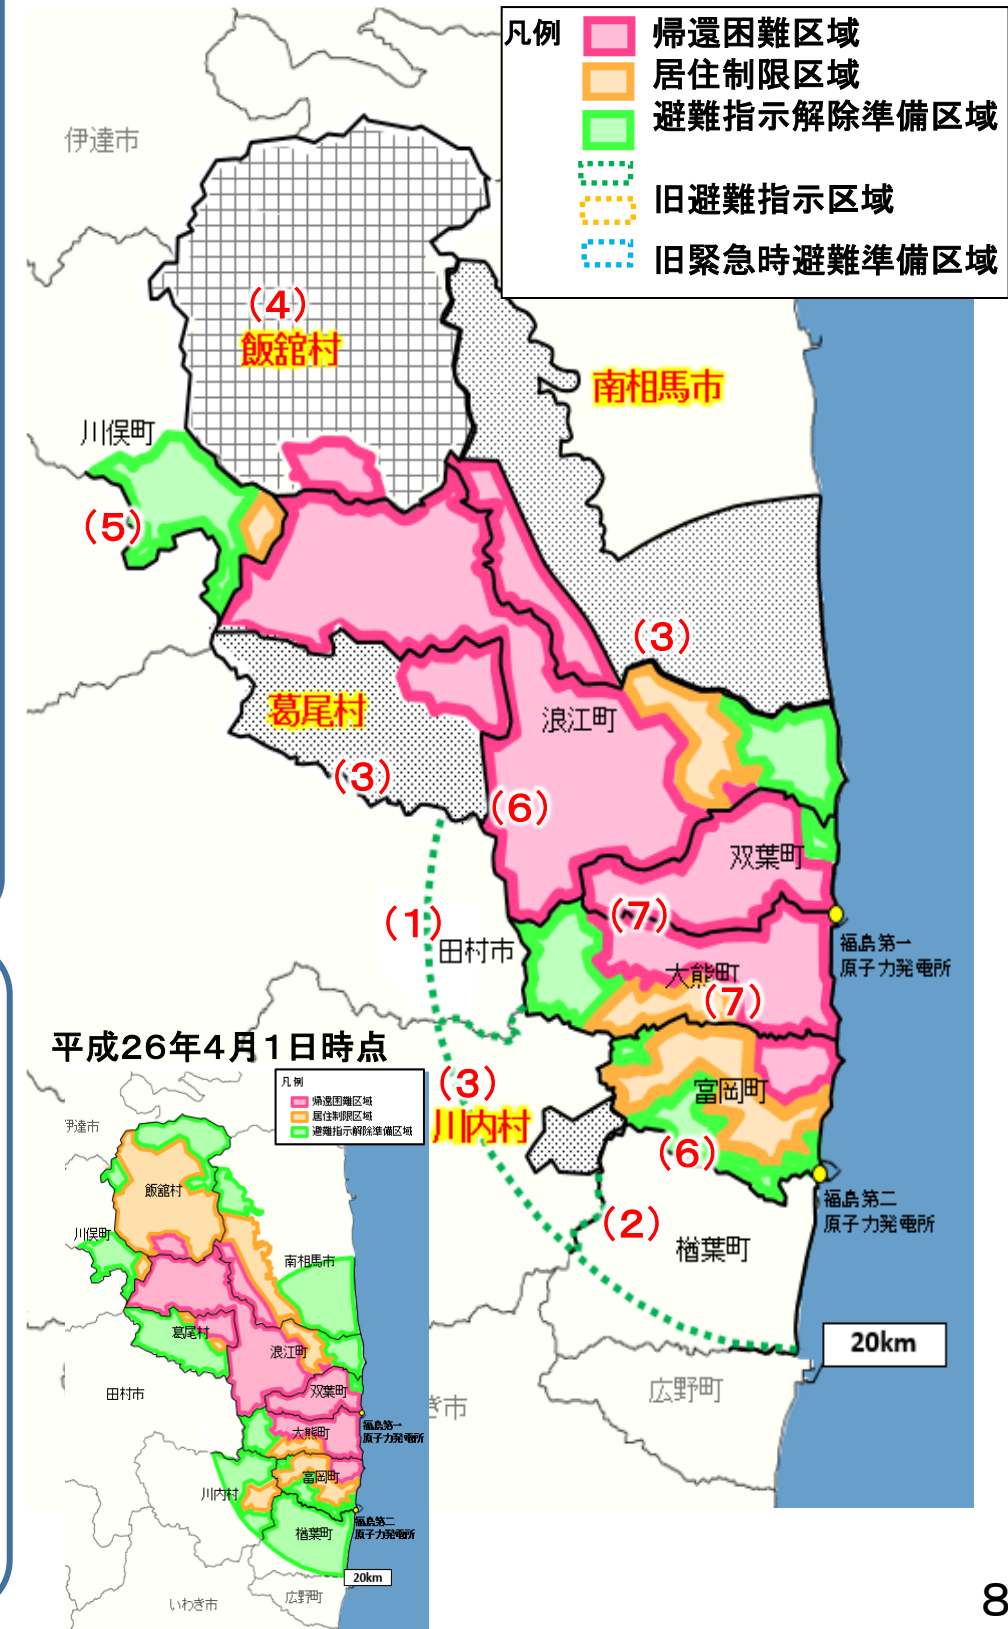 凡例
帰還困難区域
居住制限区域
避難指示解除準備区域
旧避難指示区域
旧緊急時避難準備区域
伊達市
(4)
飯舘村
南相馬市
川俣町
(5)
(3)
葛尾村
浪江町
(3)
(6)
双葉町
(7)
(1)
田村市
福島第一
原子力発電所
大熊町
(7)
平成26年4月1日時点
(3)
川内村
富岡町
(6)
福島第二
原子力発電所
(2)
楢葉町
20km
広野町
き市
凡例
帰還困難区域
居住制限区域
避難指示解除準備区域
伊達市
飯舘村
川俣町
南相馬市
葛尾村
浪江町
田村市
双葉町
大熊町
福島第一
原子力発電所
富岡町
川内村
福島第二
原子力発電所
楢葉町
20km
いわき市
広野町
8